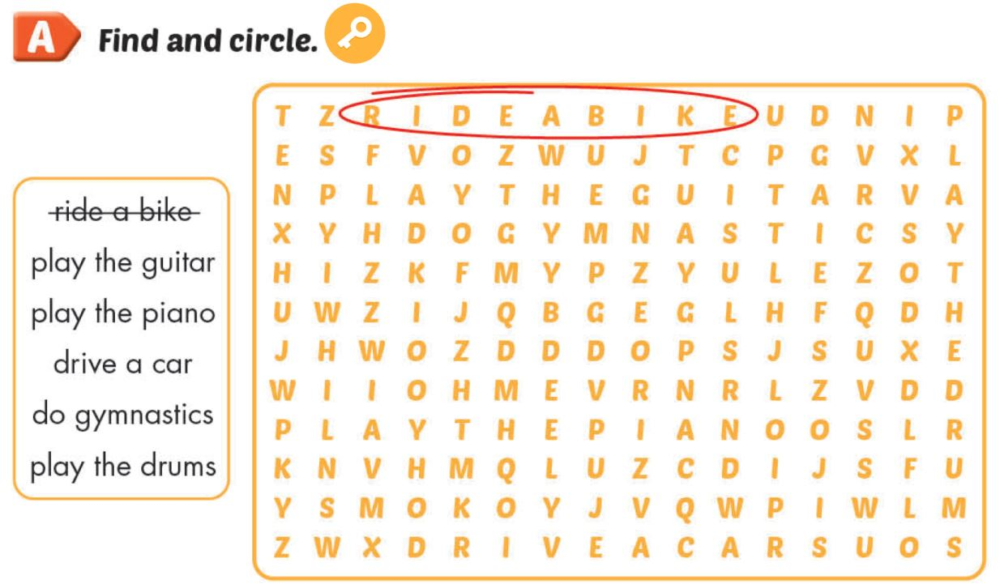 A Find and circle.
ride a bike
play the guitar
play the piano
drive a car
do gymnastics
play the drums
T Z R I D E A B I K E U D N I P
E S F V O Z W U J T C P G V X L
N P L A Y T H E G U I T A R V A
X Y H D O G Y M N A S T I C S Y
H I Z K F M Y P Z Y U L E Z O T
U W Z I J Q B G E G L H F Q D H
J H W O Z D D D O P S J S U X E
W I I O H M E V R N R L Z V D D
P L A Y T H E P I A N O O S L R
K N V H M Q L U Z C D I J S F U
Y S M O K O Y J V Q W P I W L M
Z W X D R I V E A C A R S U O S